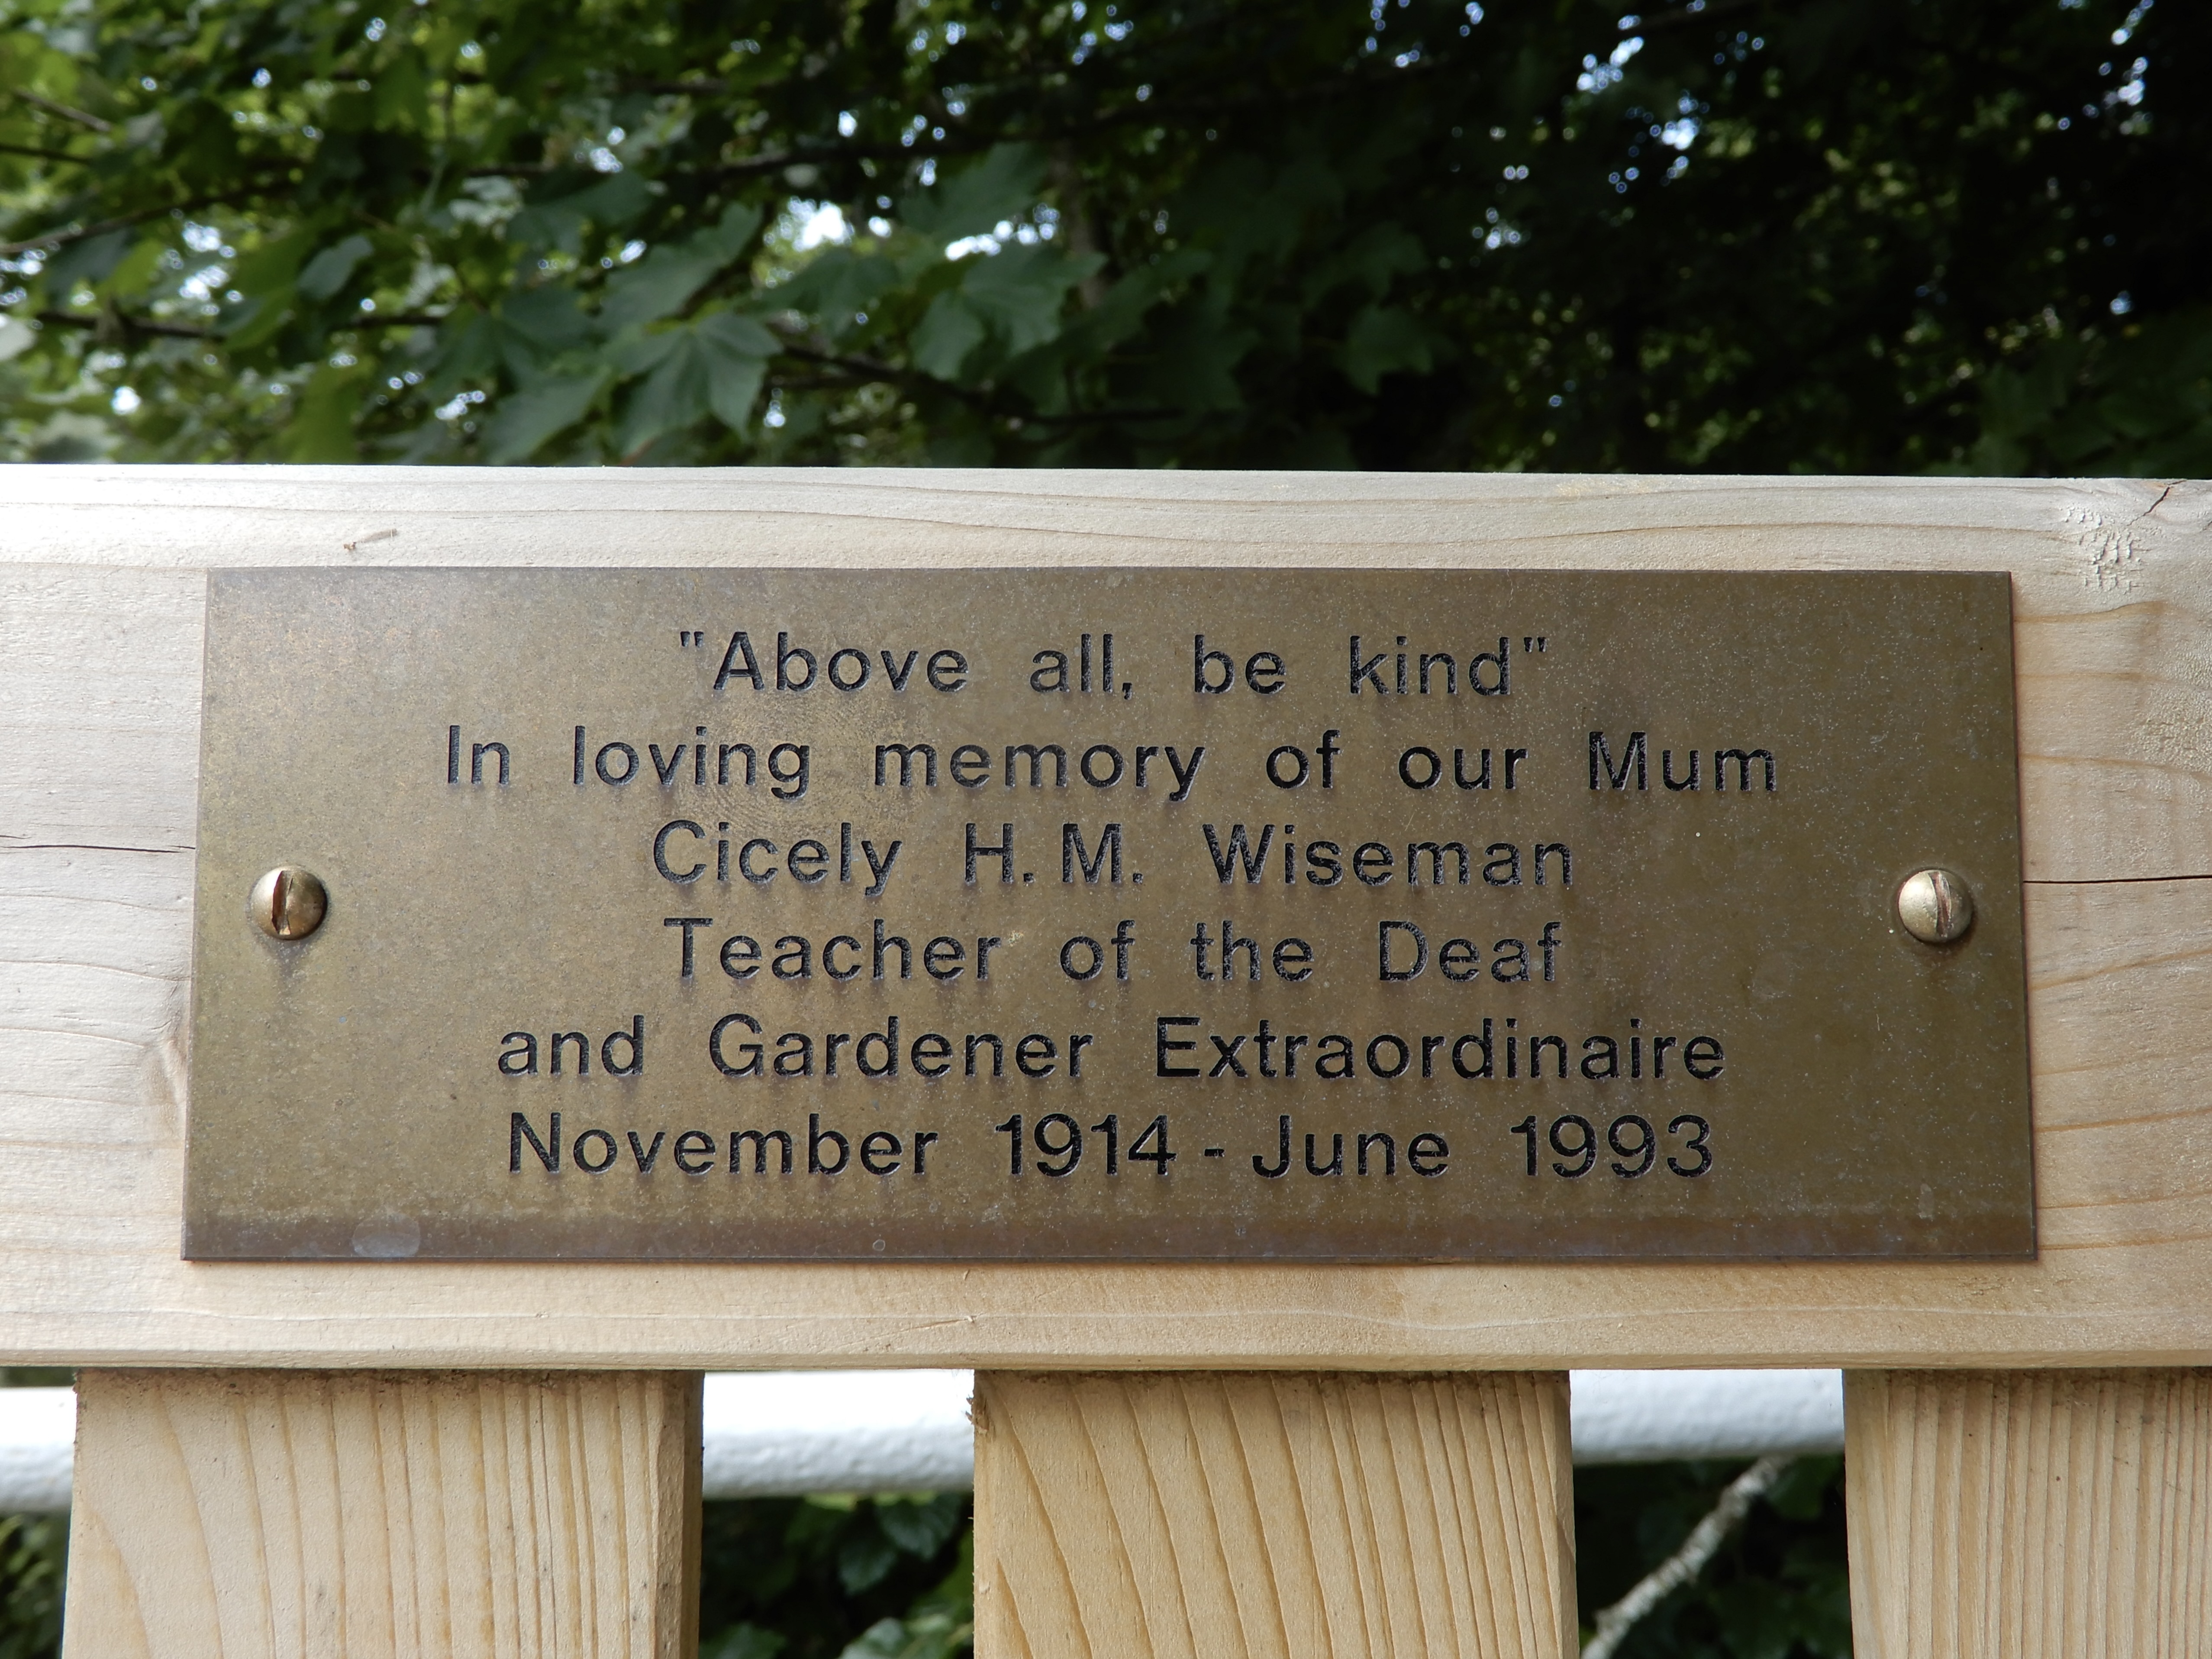 "Above all, be kind"
In loving memory of our Mum
Cicely H. M. Wiseman
Teacher of the Deaf
and Gardener Extraordinaire
November 1914 - June 1993